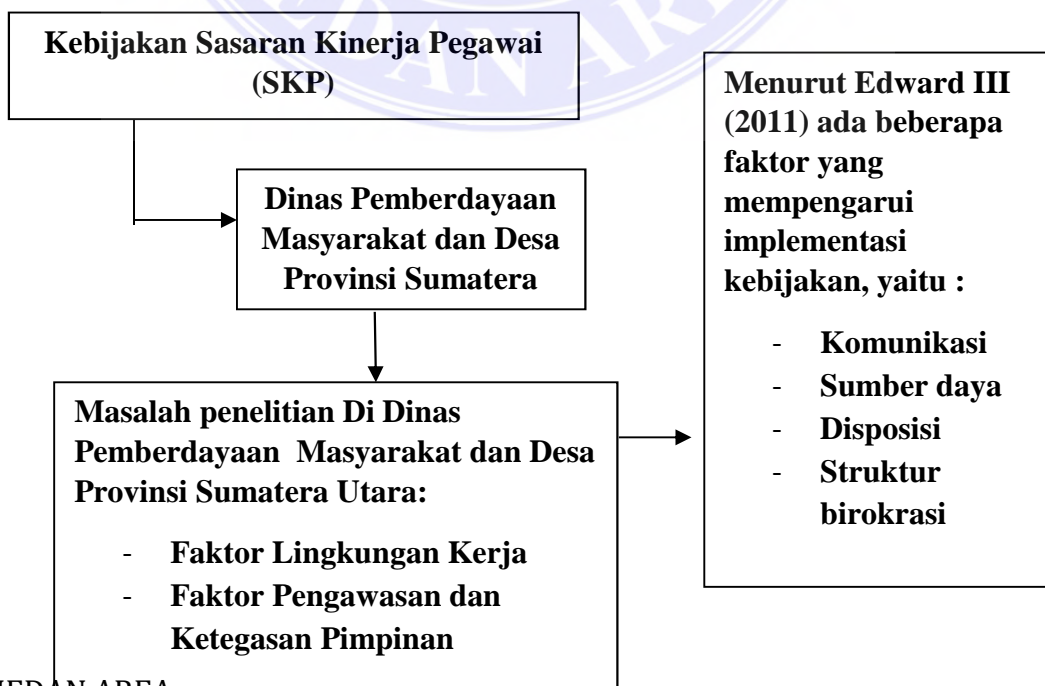 Kebijakan Sasaran Kinerja Pegawai
(SKP)
Dinas Pemberdayaan
Masyarakat dan Desa
Provinsi Sumatera
Masalah penelitian Di Dinas
Pemberdayaan Masyarakat dan Desa
Provinsi Sumatera Utara:
- Faktor Lingkungan Kerja
- Faktor Pengawasan dan
Ketegasan Pimpinan
Menurut Edward III
(2011) ada beberapa
faktor yang
mempengarui
implementasi
kebijakan, yaitu :
- Komunikasi
- Sumber daya
- Disposisi
- Struktur
birokrasi